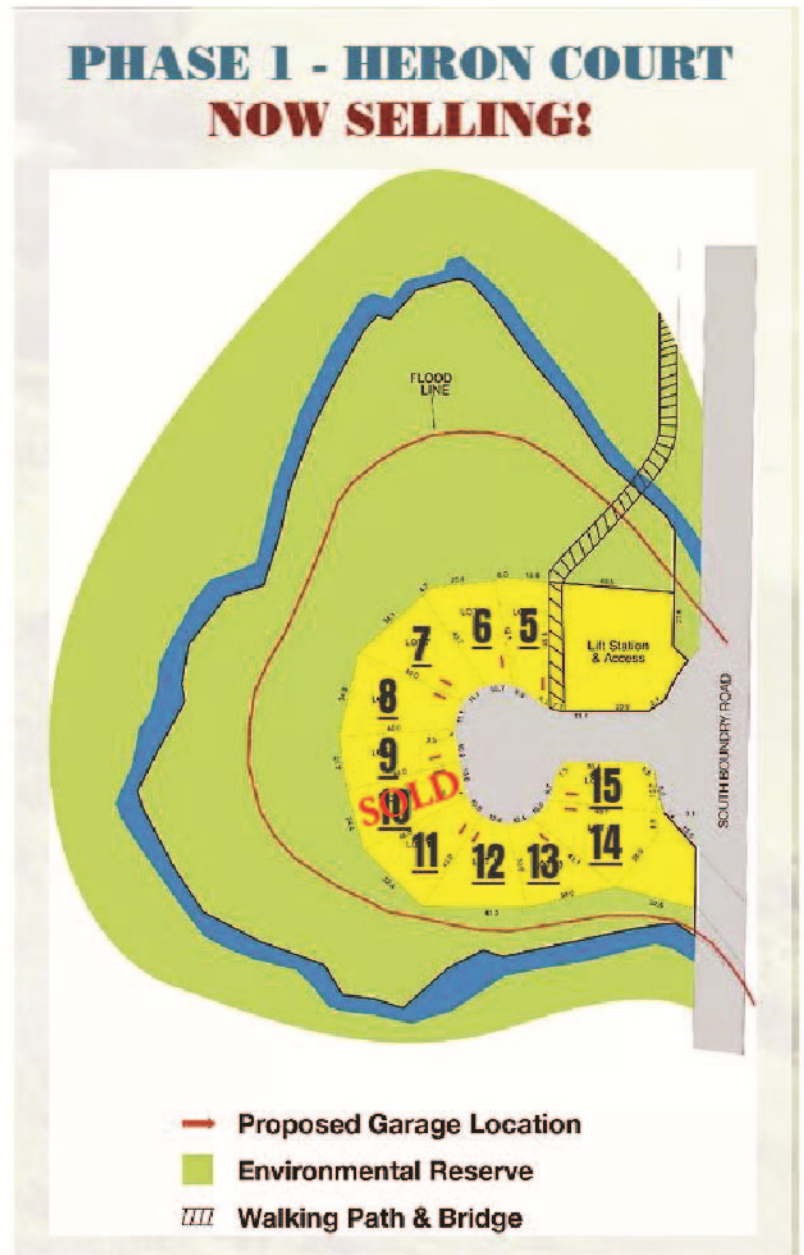 PHASE 1 - HERON COURT
NOW SELLING!
FLOOD
LINE
5
6
7
8
9
10
SOLD
11
12
13
14
15
Lift Station
& Access
SOUTH BOUNDRY ROAD
Proposed Garage Location
Environmental Reserve
Walking Path & Bridge